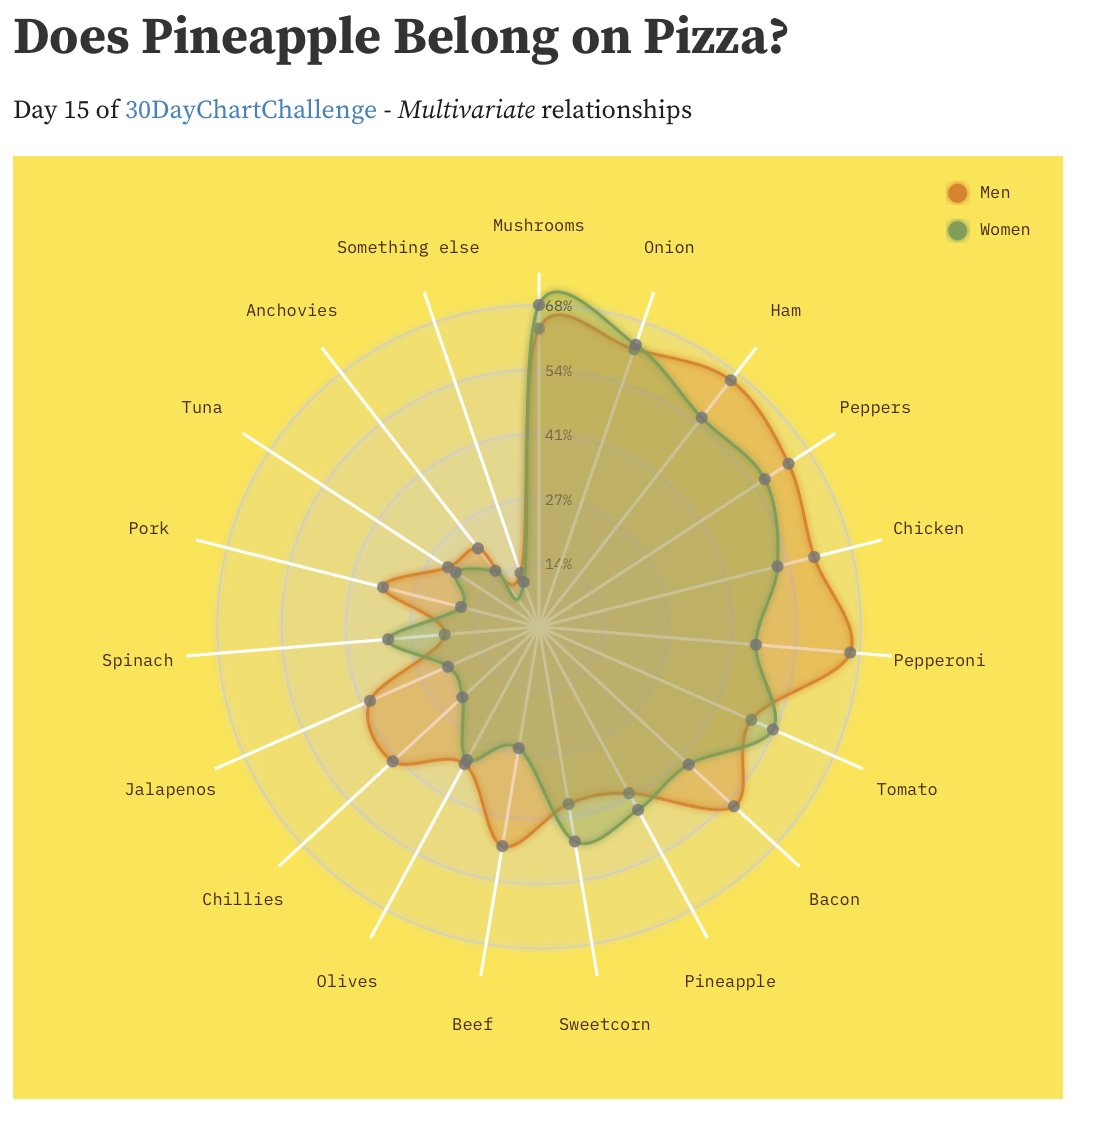 Does Pineapple Belong on Pizza?
Day 15 of 30DayChartChallenge - Multivariate relationships
Men
Women
Mushrooms
Something else
Onion
Anchovies
Ham
68%
54%
Tuna
Peppers
41%
27%
Pork
Chicken
14%
Spinach
Pepperoni
Jalapenos
Tomato
Chillies
Bacon
Olives
Pineapple
Beef
Sweetcorn